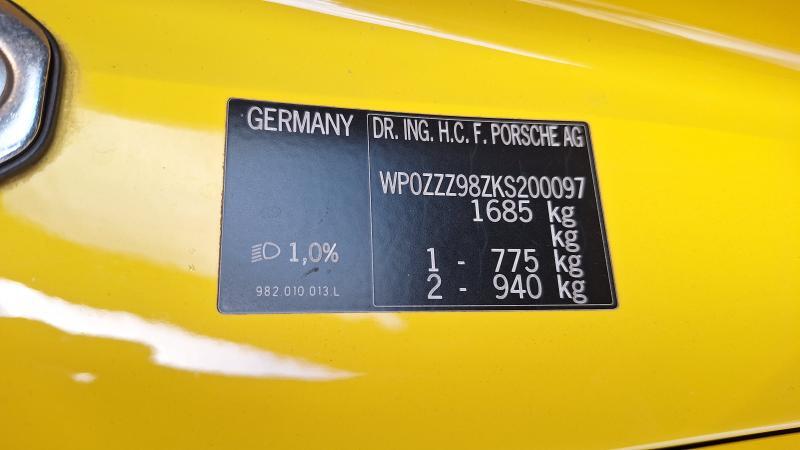 GERMANY
DR. ING. H.C. F. PORSCHE AG
WP0ZZZ98ZKS200097
1685 kg
kg
1 - 775 kg
2 - 940 kg
1,0%
982.010 013 L